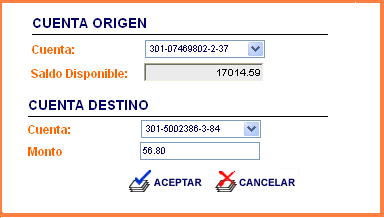 CUENTA ORIGEN
Cuenta: 301-07469802-2-37
Saldo Disponible: 17014.59
CUENTA DESTINO
Cuenta: 301-5002386-3-84
Monto 56.80
ACEPTAR CANCELAR